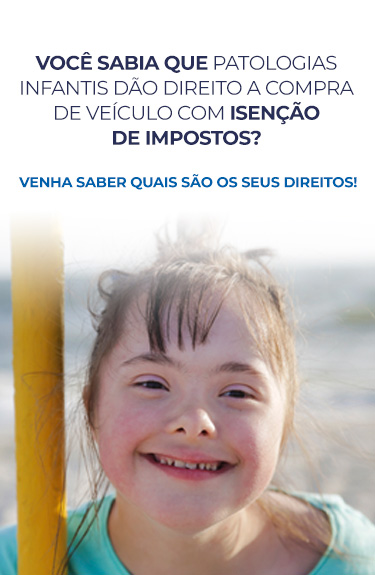 VOCÊ SABIA QUE PATOLOGIAS
INFANTIS DÃO DIREITO A COMPRA
DE VEÍCULO COM ISENÇÃO
DE IMPOSTOS?
VENHA SABER QUAIS SÃO OS SEUS DIREITOS!